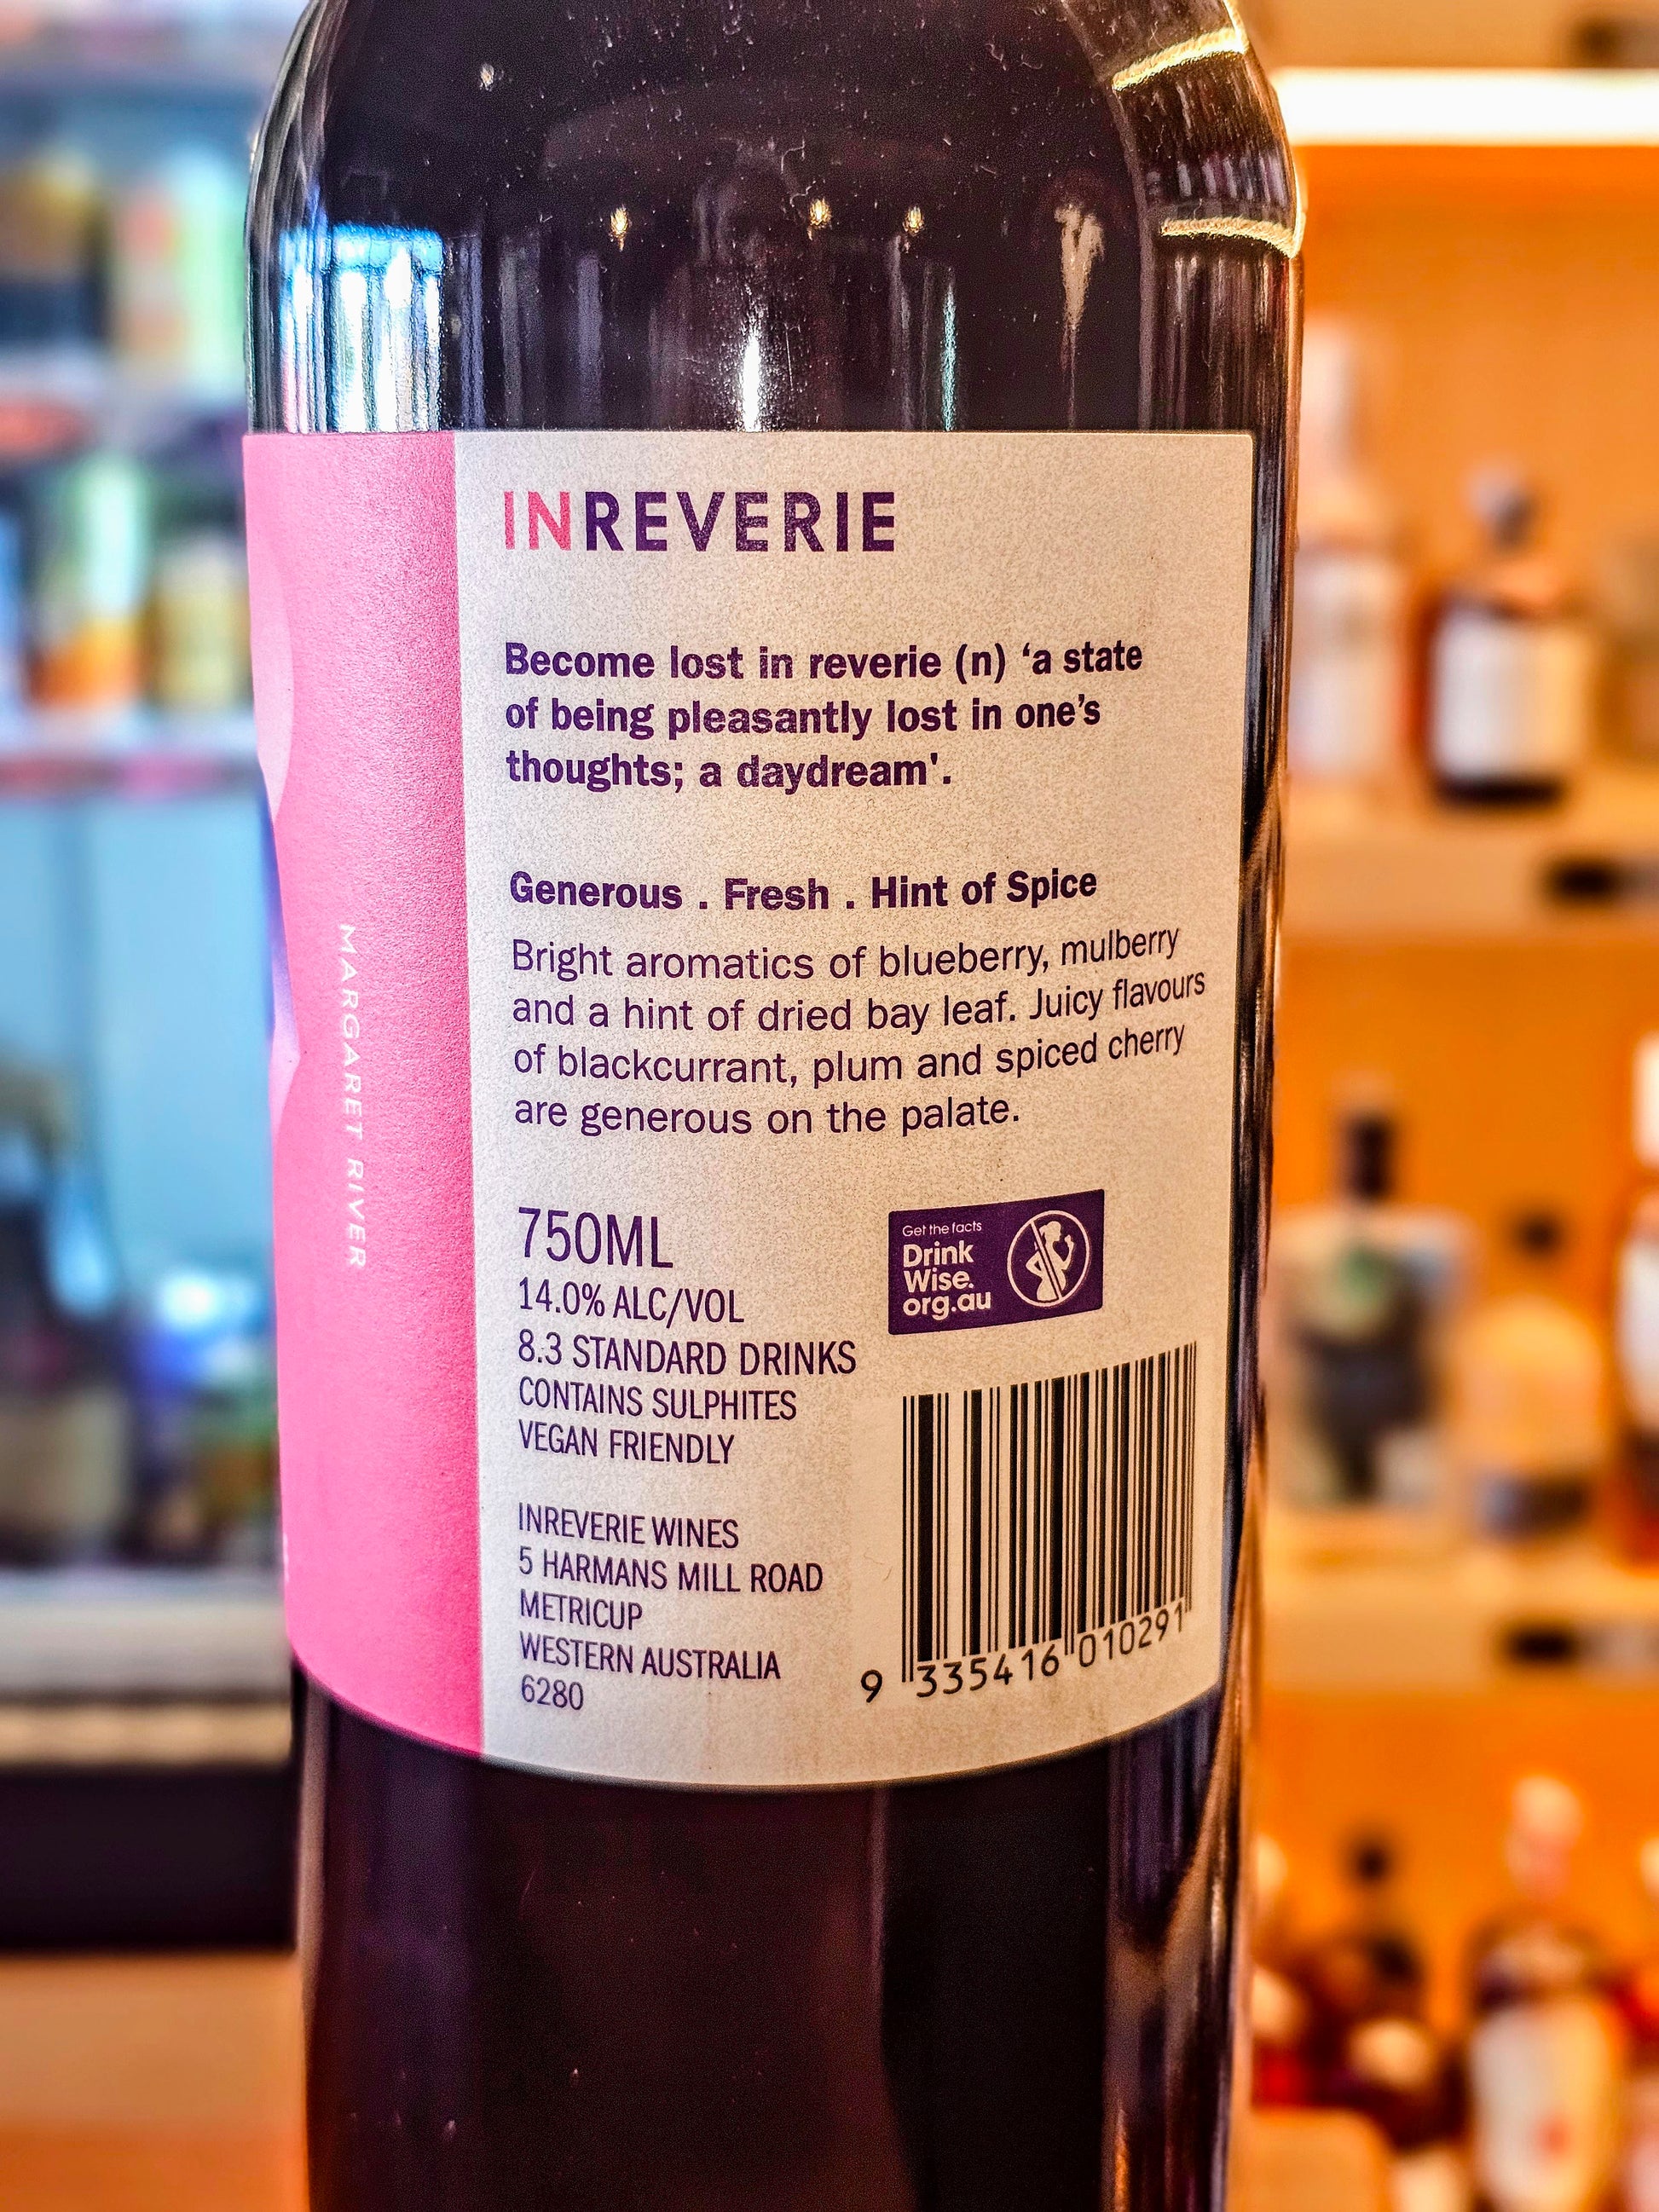 INREVERIE
Become lost in reverie (n) ‘a state
of being pleasantly lost in one’s
thoughts; a daydream'.
Generous . Fresh . Hint of Spice
Bright aromatics of blueberry, mulberry
and a hint of dried bay leaf. Juicy flavours
of blackcurrant, plum and spiced cherry
are generous on the palate.
MARGARET RIVER
750ML
14.0% ALC/VOL
8.3 STANDARD DRINKS
CONTAINS SULPHITES
VEGAN FRIENDLY
Get the facts
Drink
Wise.
org.au
INREVERIE WINES
5 HARMANS MILL ROAD
METRICUP
WESTERN AUSTRALIA
6280
9 335416 010291